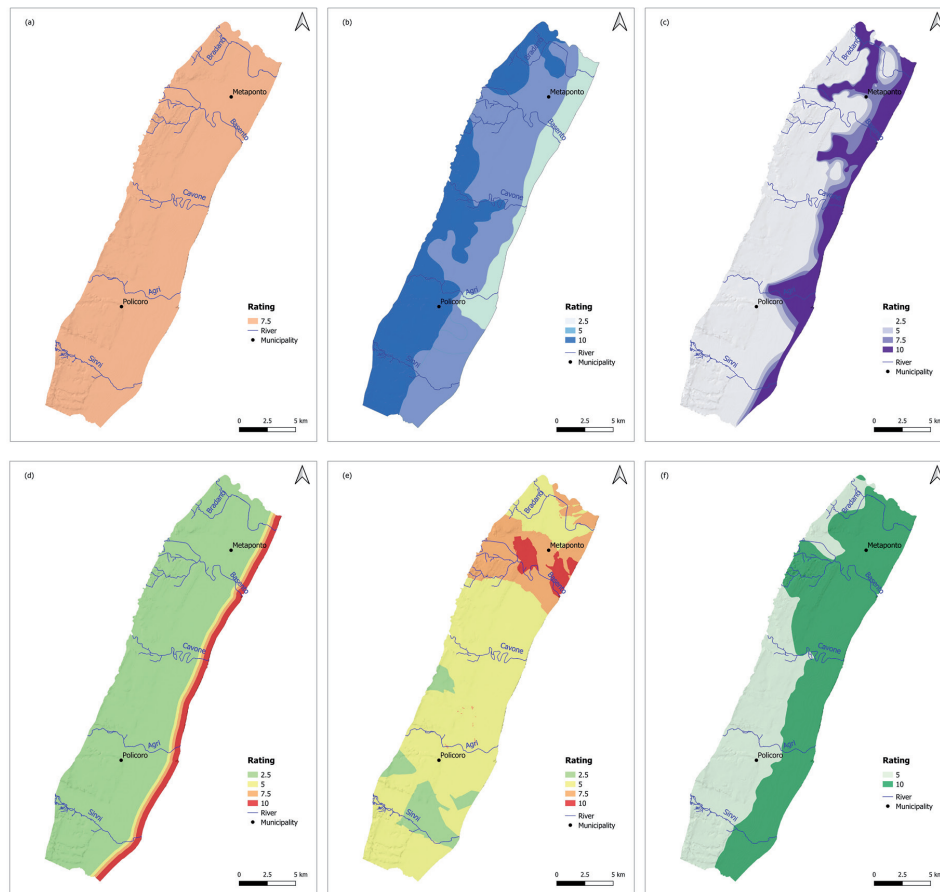 (a)
Bradano
Metaponto
Basento
Cavone
Agri
Policoro
Sinni
Rating
7.5
River
Municipality
0 2.5 5 km
(b)
Bradano
Metaponto
Basento
Cavone
Agri
Policoro
Sinni
Rating
2.5
5
10
River
Municipality
0 2.5 5 km
(c)
Bradano
Metaponto
Basento
Cavone
Policoro
Sinni
Rating
2.5
5
7.5
10
River
Municipality
0 2.5 5 km
(d)
Bradano
Metaponto
Basento
Cavone
Agri
Policoro
Sinni
Rating
2.5
5
7.5
10
River
Municipality
0 2.5 5 km
(e)
Bradano
Metaponto
Basento
Cavone
Agri
Policoro
Sinni
Rating
2.5
5
7.5
10
River
Municipality
0 2.5 5 km
(f)
Bradano
Metaponto
Basento
Cavone
Agri
Policoro
Sinni
Rating
5
10
River
Municipality
0 2.5 5 km